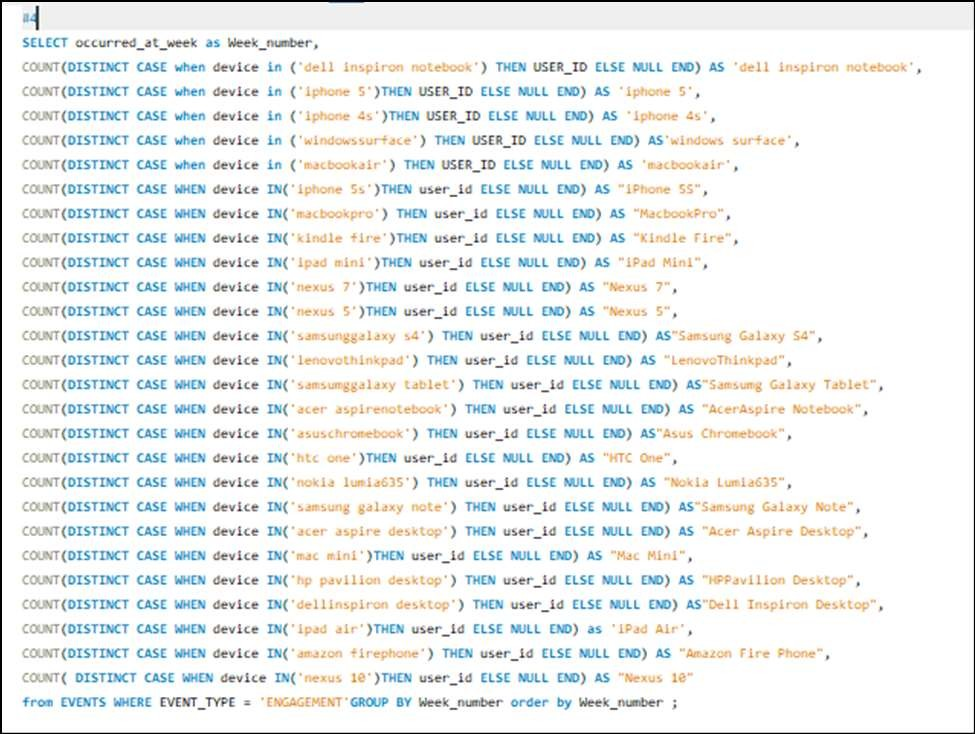 #4
SELECT occurred_at_week as Week_number,
COUNT(DISTINCT CASE when device in ('dell inspiron notebook') THEN USER_ID ELSE NULL END) AS 'dell inspiron notebook',
COUNT(DISTINCT CASE when device in ('iphone 5')THEN USER_ID ELSE NULL END) AS 'iphone 5',
COUNT(DISTINCT CASE when device in ('iphone 4s')THEN USER_ID ELSE NULL END) AS 'iphone 4s',
COUNT(DISTINCT CASE when device in ('windowssurface') THEN USER_ID ELSE NULL END) AS'windows surface',
COUNT(DISTINCT CASE when device in ('macbookair') THEN USER_ID ELSE NULL END) AS 'macbookair',
COUNT(DISTINCT CASE WHEN device IN('iphone 5s')THEN user_id ELSE NULL END) AS "iPhone 5S",
COUNT(DISTINCT CASE WHEN device IN('macbookpro') THEN user_id ELSE NULL END) AS "MacbookPro",
COUNT(DISTINCT CASE WHEN device IN('kindle fire')THEN user_id ELSE NULL END) AS "Kindle Fire",
COUNT(DISTINCT CASE WHEN device IN('ipad mini')THEN user_id ELSE NULL END) AS "iPad Mini",
COUNT(DISTINCT CASE WHEN device IN('nexus 7')THEN user_id ELSE NULL END) AS "Nexus 7",
COUNT(DISTINCT CASE WHEN device IN('nexus 5')THEN user_id ELSE NULL END) AS "Nexus 5",
COUNT(DISTINCT CASE WHEN device IN('samsunggalaxy s4') THEN user_id ELSE NULL END) AS"Samsung Galaxy S4",
COUNT(DISTINCT CASE WHEN device IN('lenovothinkpad') THEN user_id ELSE NULL END) AS "LenovoThinkpad",
COUNT(DISTINCT CASE WHEN device IN('samsumggalaxy tablet') THEN user_id ELSE NULL END) AS"Samsumg Galaxy Tablet",
COUNT(DISTINCT CASE WHEN device IN('acer aspirenotebook') THEN user_id ELSE NULL END) AS "AcerAspire Notebook",
COUNT(DISTINCT CASE WHEN device IN('asuschromebook') THEN user_id ELSE NULL END) AS"Asus Chromebook",
COUNT(DISTINCT CASE WHEN device IN('htc one')THEN user_id ELSE NULL END) AS "HTC One",
COUNT(DISTINCT CASE WHEN device IN('nokia lumia635') THEN user_id ELSE NULL END) AS "Nokia Lumia635",
COUNT(DISTINCT CASE WHEN device IN('samsung galaxy note') THEN user_id ELSE NULL END) AS"Samsung Galaxy Note",
COUNT(DISTINCT CASE WHEN device IN('acer aspire desktop') THEN user_id ELSE NULL END) AS "Acer Aspire Desktop",
COUNT(DISTINCT CASE WHEN device IN('mac mini')THEN user_id ELSE NULL END) AS "Mac Mini",
COUNT(DISTINCT CASE WHEN device IN('hp pavilion desktop') THEN user_id ELSE NULL END) AS "HPPavilion Desktop",
COUNT(DISTINCT CASE WHEN device IN('dellinspiron desktop') THEN user_id ELSE NULL END) AS"Dell Inspiron Desktop",
COUNT(DISTINCT CASE WHEN device IN('ipad air')THEN user_id ELSE NULL END) as 'iPad Air',
COUNT(DISTINCT CASE WHEN device IN('amazon firephone') THEN user_id ELSE NULL END) AS "Amazon Fire Phone",
COUNT( DISTINCT CASE WHEN device IN('nexus 10')THEN user_id ELSE NULL END) AS "Nexus 10"
from EVENTS WHERE EVENT_TYPE = 'ENGAGEMENT'GROUP BY Week_number order by Week_number ;